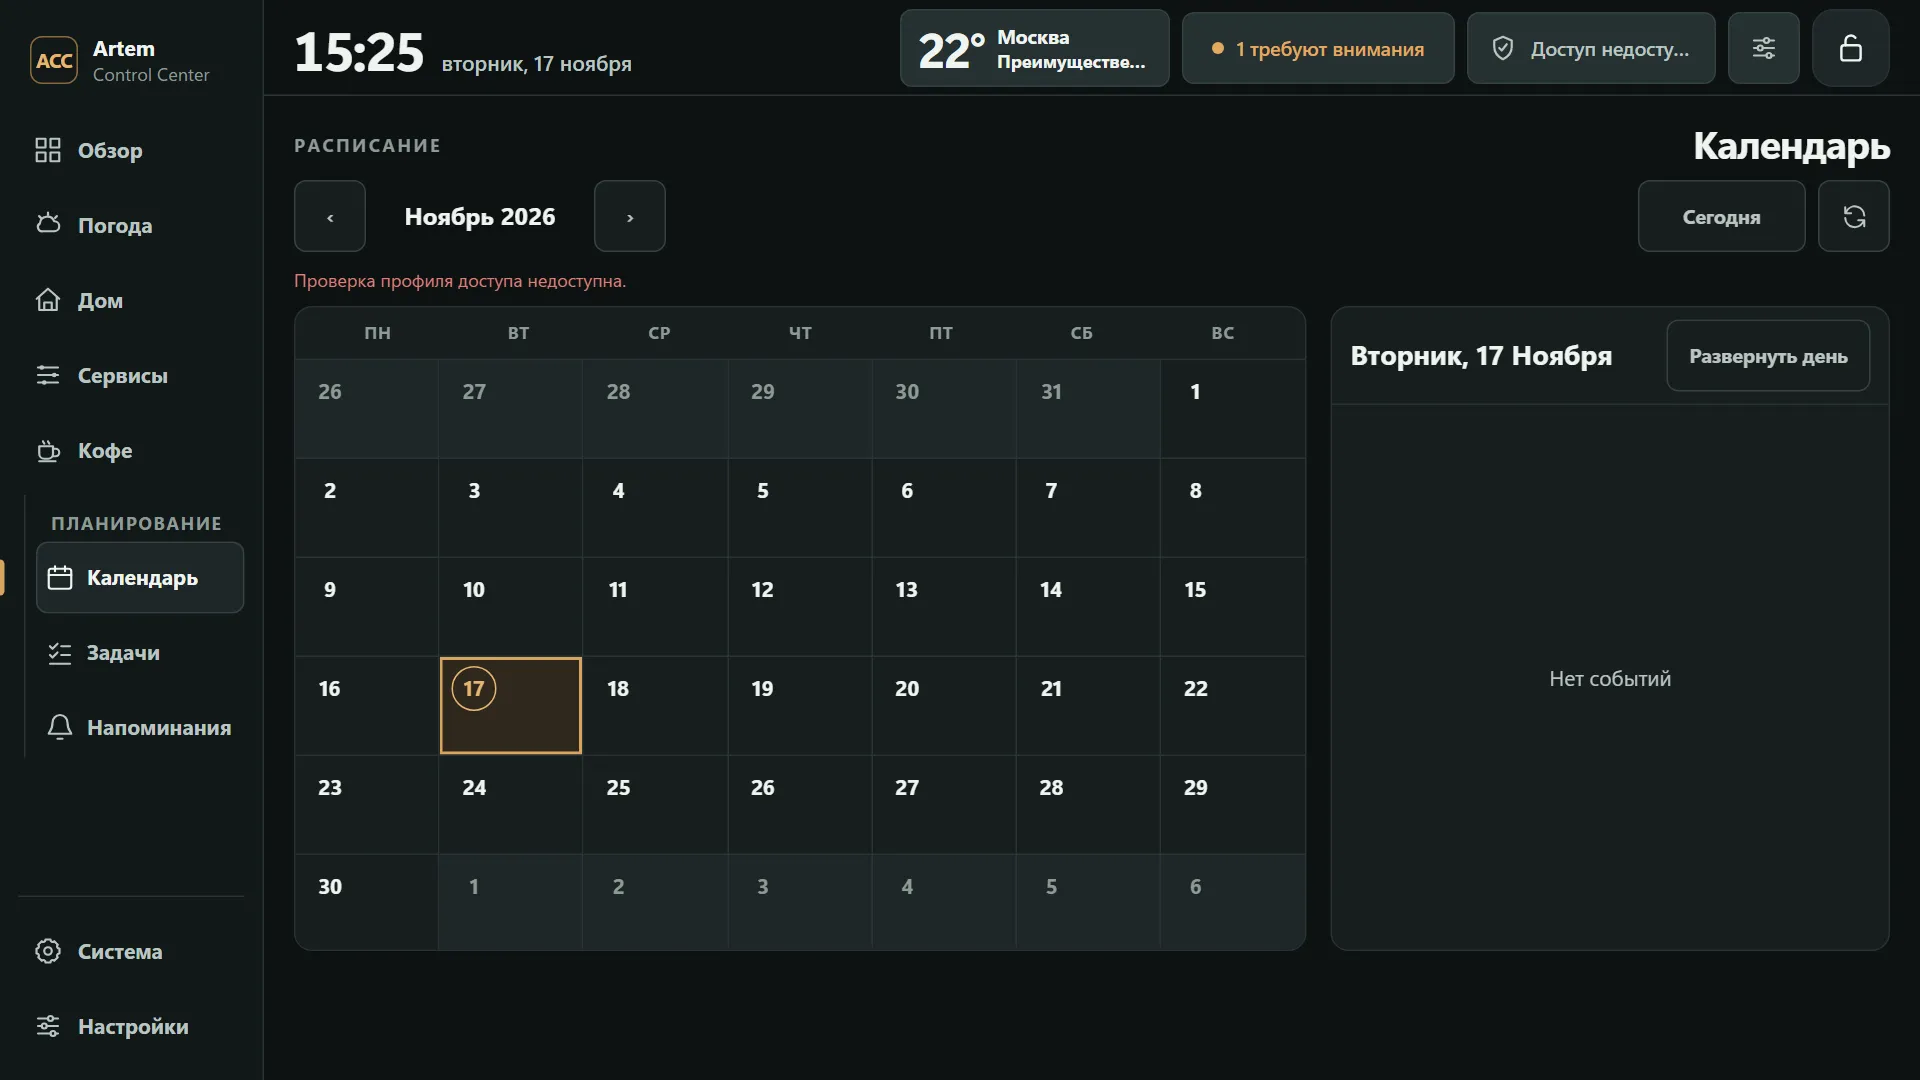 ACC
Artem
Control Center
Обзор
Погода
Дом
Сервисы
Кофе
ПЛАНИРОВАНИЕ
Календарь
Задачи
Напоминания
Система
Настройки
15:25 вторник, 17 ноября
22°
Москва
Преимуществе...
1 требуют внимания
Доступ недосту...
РАСПИСАНИЕ
Календарь
‹ Ноябрь 2026 ›
Сегодня
Проверка профиля доступа недоступна.
ПН ВТ СР ЧТ ПТ СБ ВС
26 27 28 29 30 31 1
2 3 4 5 6 7 8
9 10 11 12 13 14 15
16 17 18 19 20 21 22
23 24 25 26 27 28 29
30 1 2 3 4 5 6
Вторник, 17 Ноября
Развернуть день
Нет событий